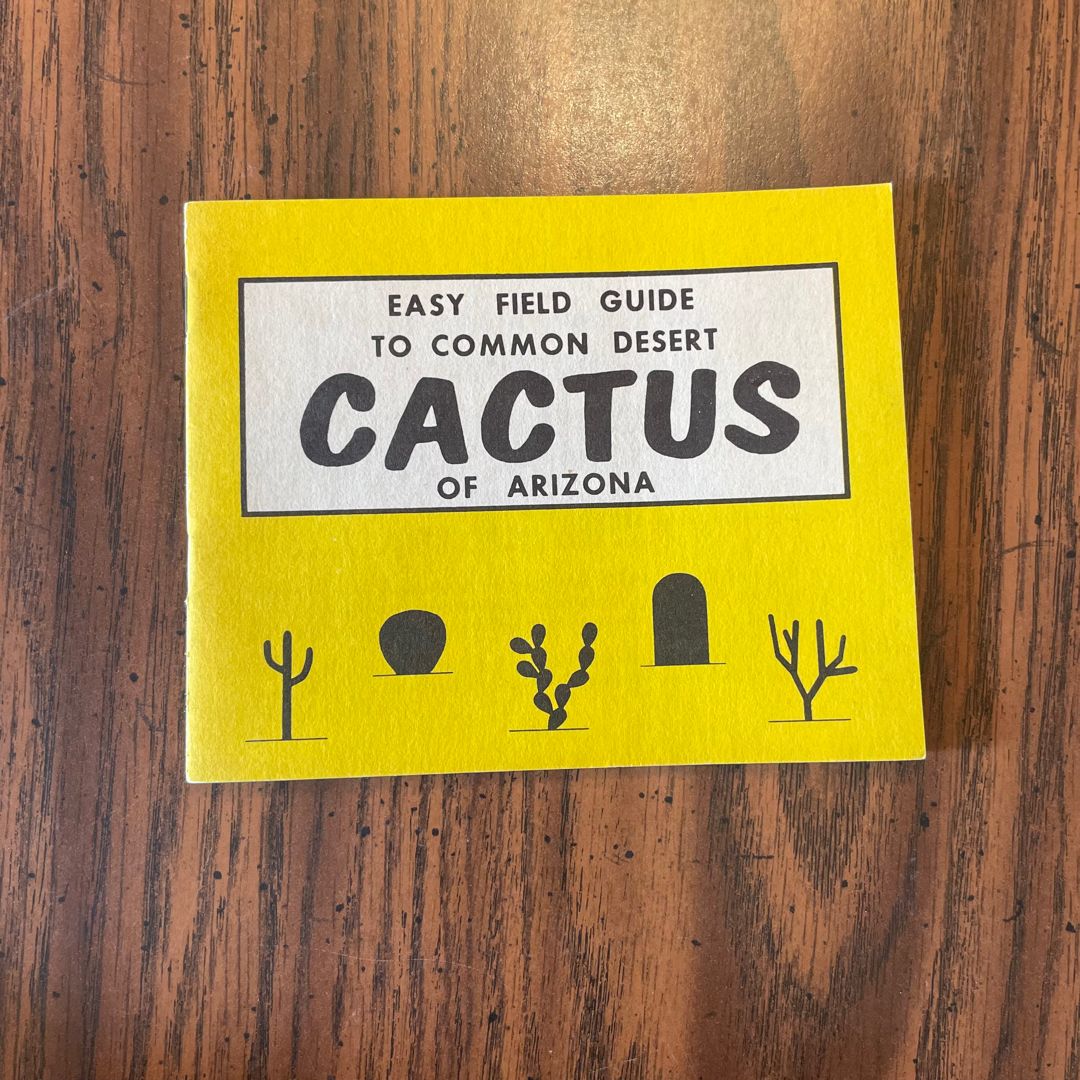 EASY FIELD GUIDE
TO COMMON DESERT
CACTUS
OF ARIZONA